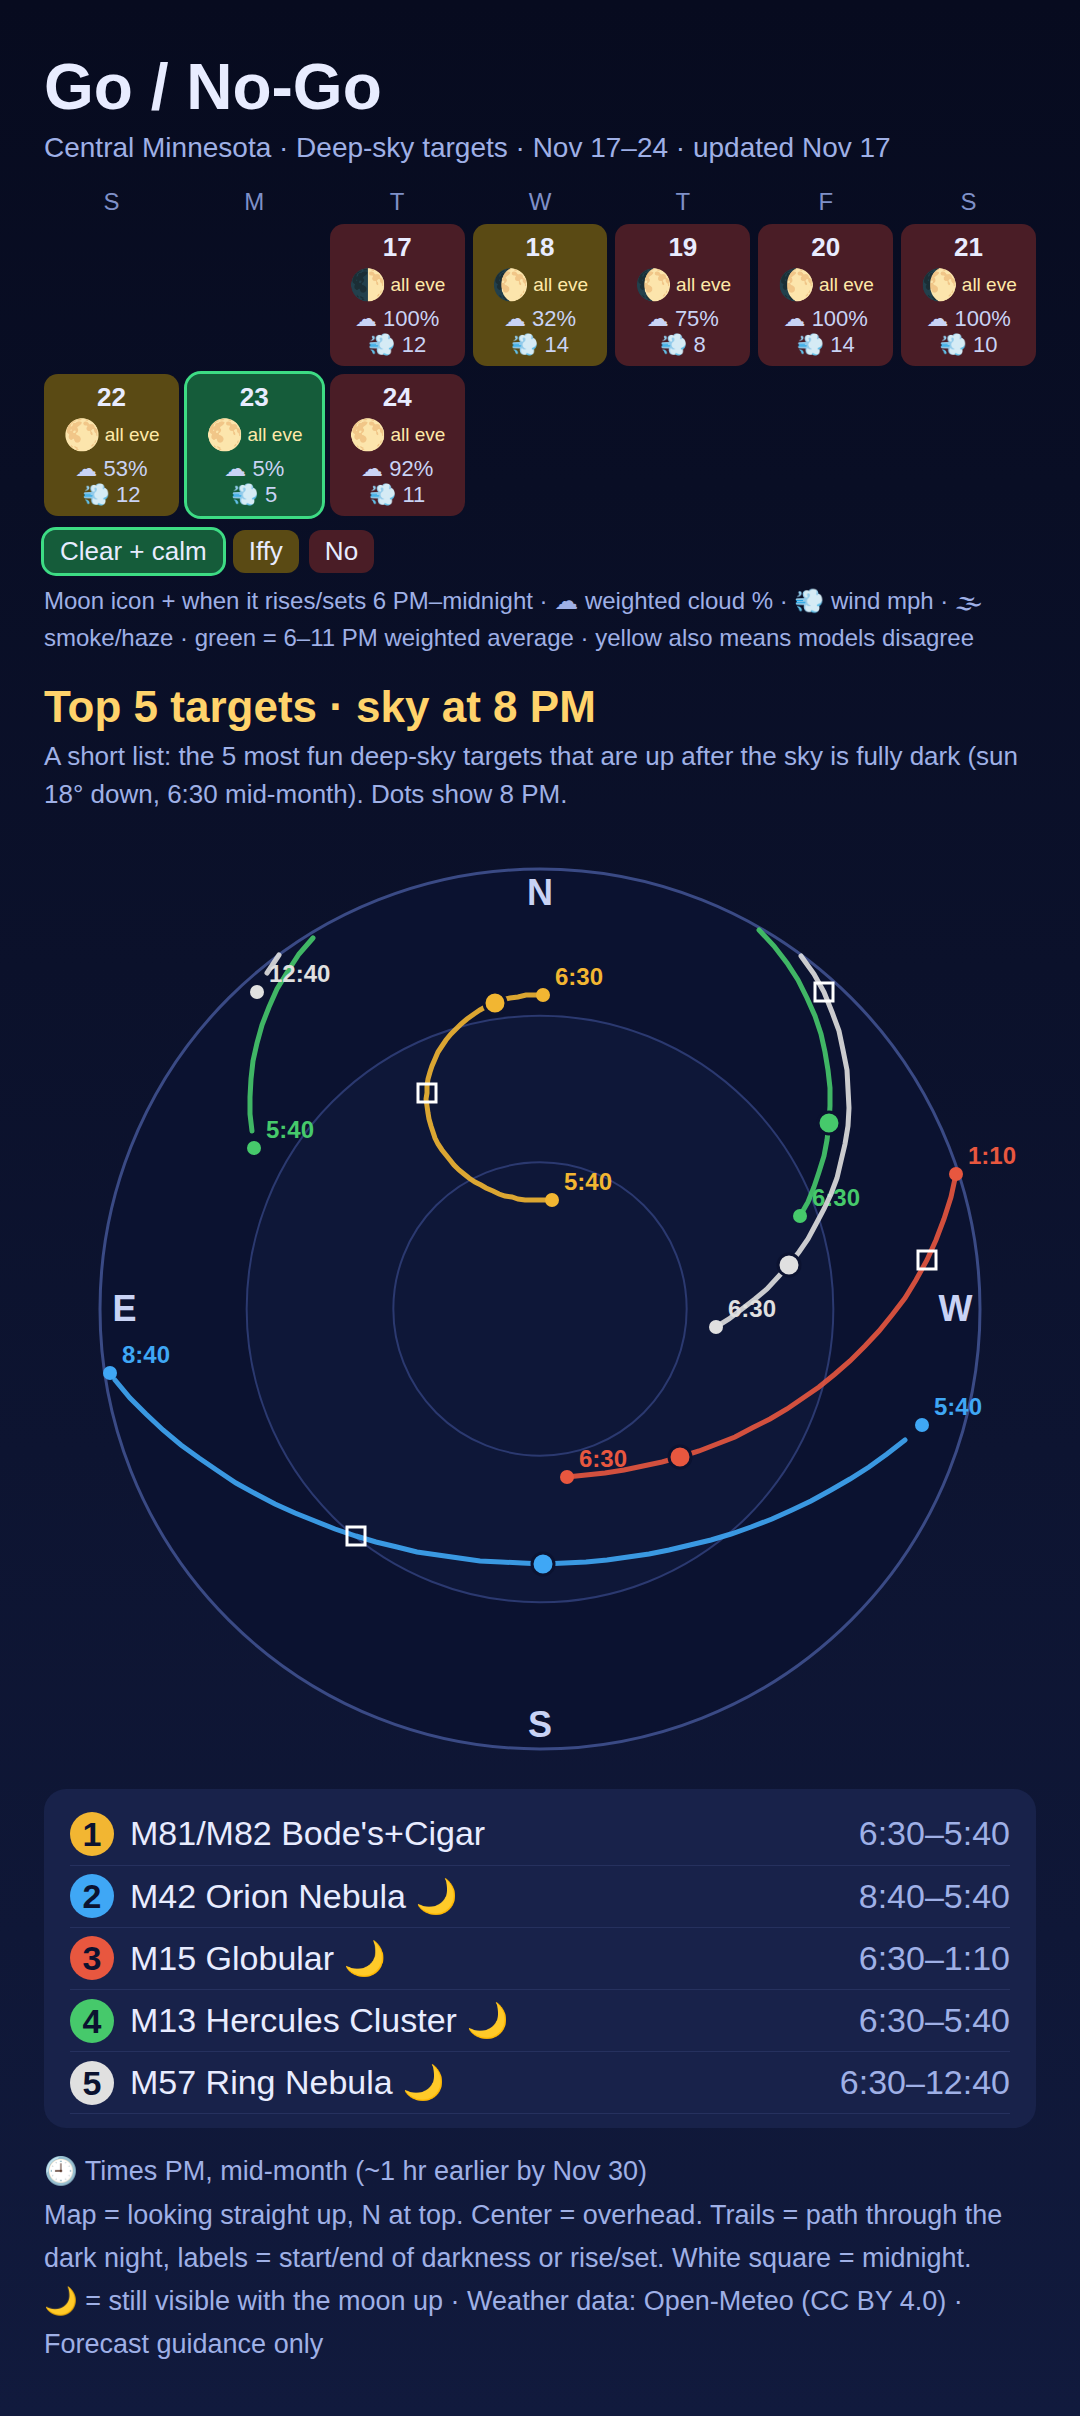 Go / No-Go
Central Minnesota · Deep-sky targets · Nov 17–24 · updated Nov 17
S M T W T F S
17 18 19 20 21
🌓 all eve 🌔 all eve 🌔 all eve 🌔 all eve 🌔 all eve
☁ 100% ☁ 32% ☁ 75% ☁ 100% ☁ 100%
💨 12 💨 14 💨 8 💨 14 💨 10
22 23 24
🌕 all eve 🌕 all eve 🌕 all eve
☁ 53% ☁ 5% ☁ 92%
💨 12 💨 5 💨 11
Clear + calm Iffy No
Moon icon + when it rises/sets 6 PM–midnight · ☁ weighted cloud % · 💨 wind mph · 🌫
smoke/haze · green = 6–11 PM weighted average · yellow also means models disagree
Top 5 targets · sky at 8 PM
A short list: the 5 most fun deep-sky targets that are up after the sky is fully dark (sun
18° down, 6:30 mid-month). Dots show 8 PM.
N
12:40
6:30
5:40
1:10
5:40
6:30
E
6:30
W
8:40
5:40
6:30
S
1 M81/M82 Bode's+Cigar 6:30–5:40
2 M42 Orion Nebula 🌙 8:40–5:40
3 M15 Globular 🌙 6:30–1:10
4 M13 Hercules Cluster 🌙 6:30–5:40
5 M57 Ring Nebula 🌙 6:30–12:40
🕘 Times PM, mid-month (~1 hr earlier by Nov 30)
Map = looking straight up, N at top. Center = overhead. Trails = path through the
dark night, labels = start/end of darkness or rise/set. White square = midnight.
🌙 = still visible with the moon up · Weather data: Open-Meteo (CC BY 4.0) ·
Forecast guidance only